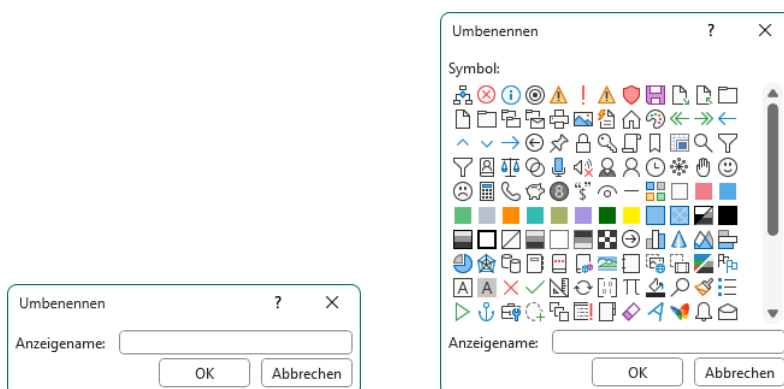 Umbenennen ? ×
Symbol:
Anzeigename:
OK Abbrechen
Umbenennen ? ×
Anzeigename:
OK Abbrechen